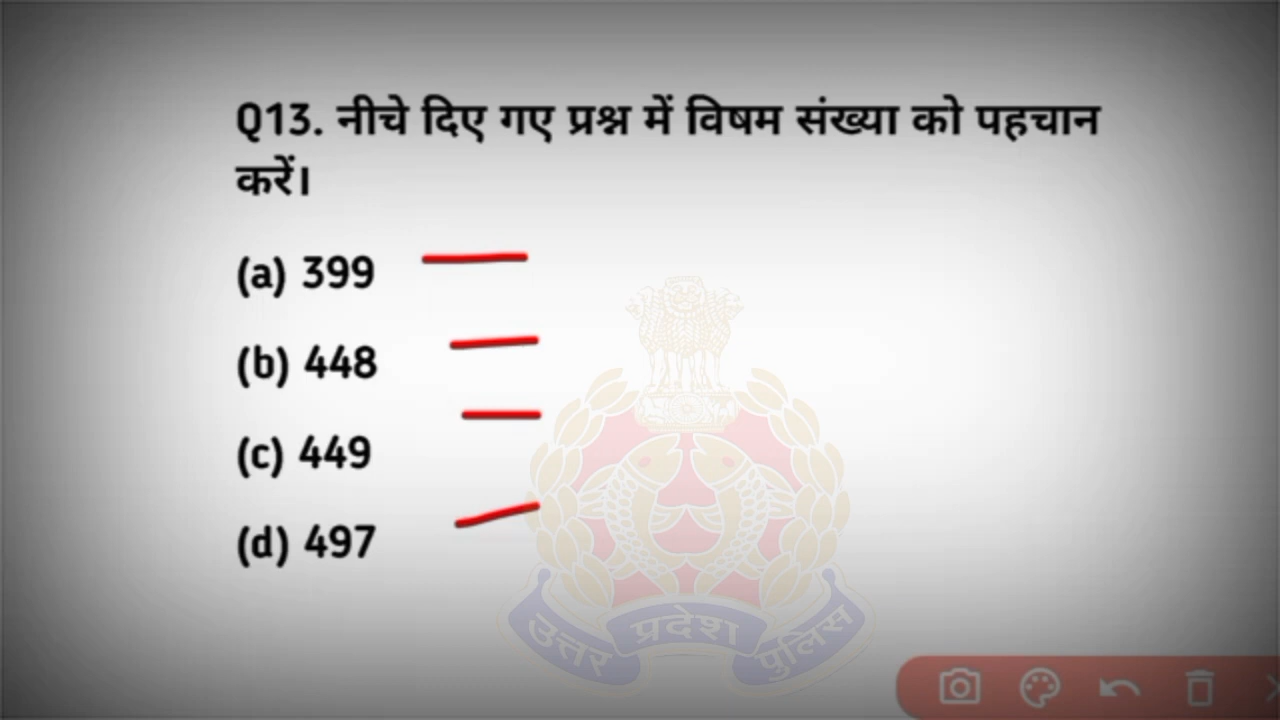 Q13. नीचे दिए गए प्रश्न में विषम संख्या को पहचान
करें।
(a) 399
(b) 448
(c) 449
(d) 497
उत्तर प्रदेश पुलिस